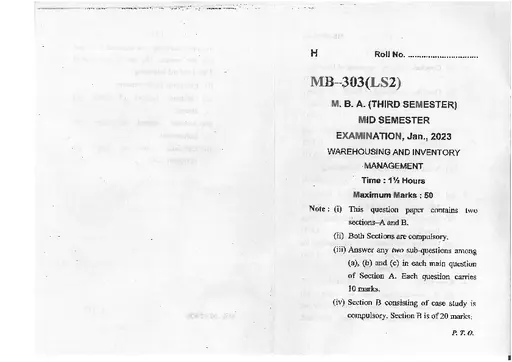 H Roll No. ................................
MB–303(LS2)
M. B. A. (THIRD SEMESTER)
MID SEMESTER
EXAMINATION, Jan., 2023
WAREHOUSING AND INVENTORY
MANAGEMENT
Time : 1½ Hours
Maximum Marks : 50
Note : (i) This question paper contains two
sections–A and B.
(ii) Both Sections are compulsory.
(iii) Answer any two sub-questions among
(a), (b) and (c) in each main question
of Section A. Each question carries
10 marks.
(iv) Section B consisting of case study is
compulsory. Section B is of 20 marks.
P. T. O.